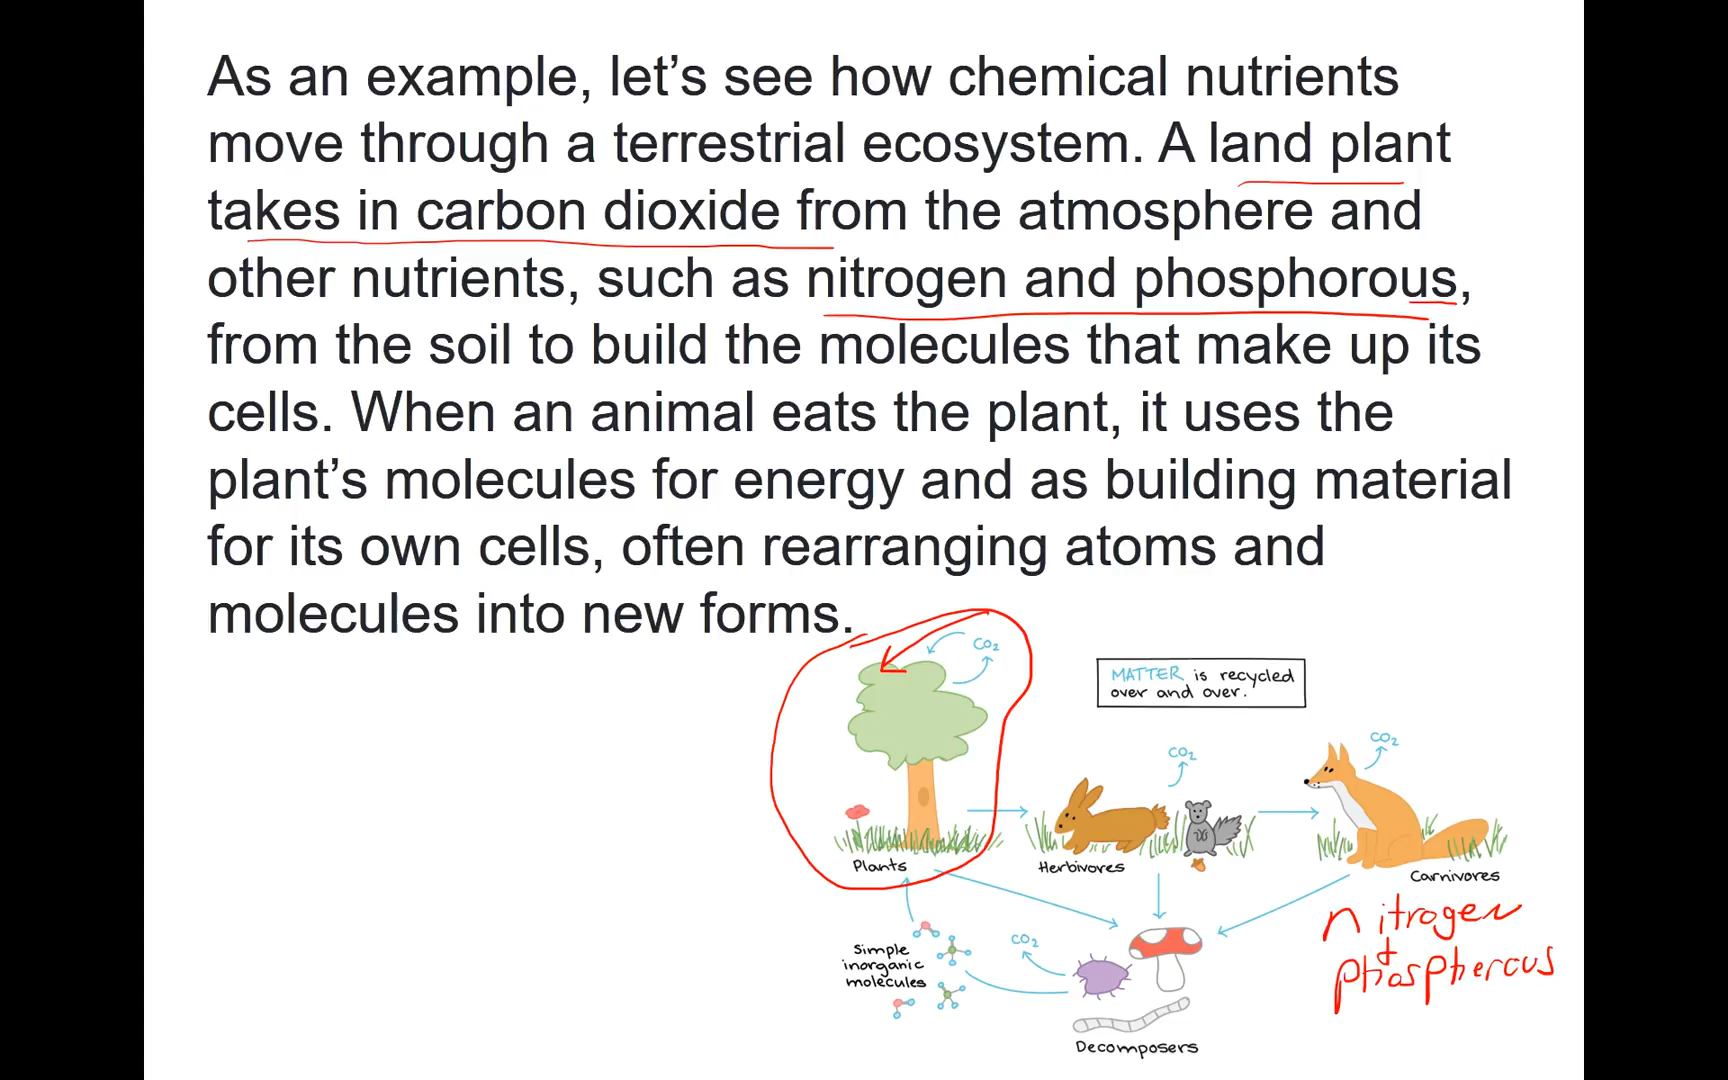 As an example, let’s see how chemical nutrients
move through a terrestrial ecosystem. A land plant
takes in carbon dioxide from the atmosphere and
other nutrients, such as nitrogen and phosphorous,
from the soil to build the molecules that make up its
cells. When an animal eats the plant, it uses the
plant’s molecules for energy and as building material
for its own cells, often rearranging atoms and
molecules into new forms.
CO2
MATTER is recycled
over and over.
CO2
CO2
Plants
Herbivores
Carnivores
nitrogen
+
phosphercus
Simple
inorganic
molecules
CO2
Decomposers